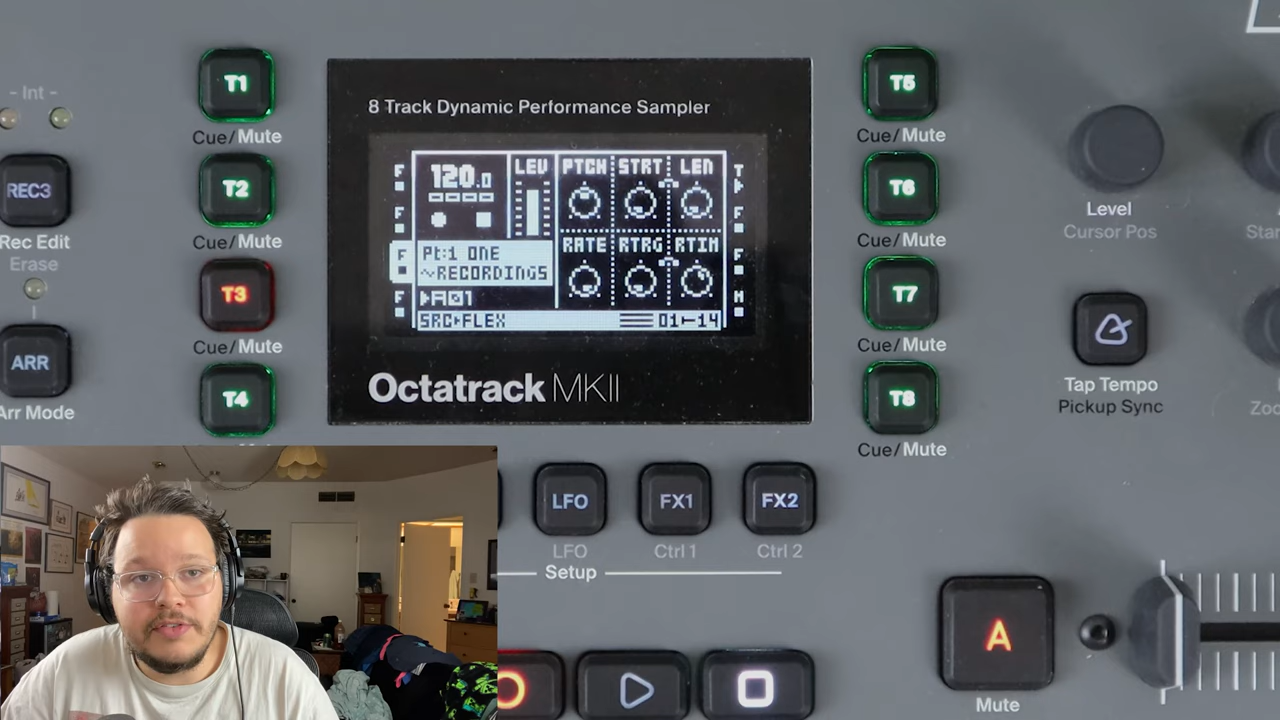 - Int -
REC3
Rec Edit
Erase
ARR
Arr Mode
T1
Cue/Mute
T2
Cue/Mute
T3
Cue/Mute
T4
8 Track Dynamic Performance Sampler
120.0
LEV
PTCH STRT LEN
RATE RTRG RTIM
Pt:1 ONE
~RECORDINGS
A01
SRC FLEX
01 14
F
F
F
F
T
F
F
M
Octatrack MKII
T5
Cue/Mute
T6
Cue/Mute
T7
Cue/Mute
T8
Cue/Mute
Level
Cursor Pos
Tap Tempo
Pickup Sync
LFO
FX1
FX2
LFO
Ctrl 1
Ctrl 2
Setup
A
Mute